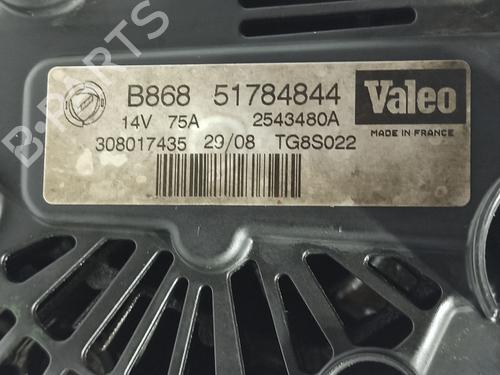 B-PARTS
B868 51784844
Valeo
14V 75A 2543480A
MADE IN FRANCE
308017435 29/08 TG8S022